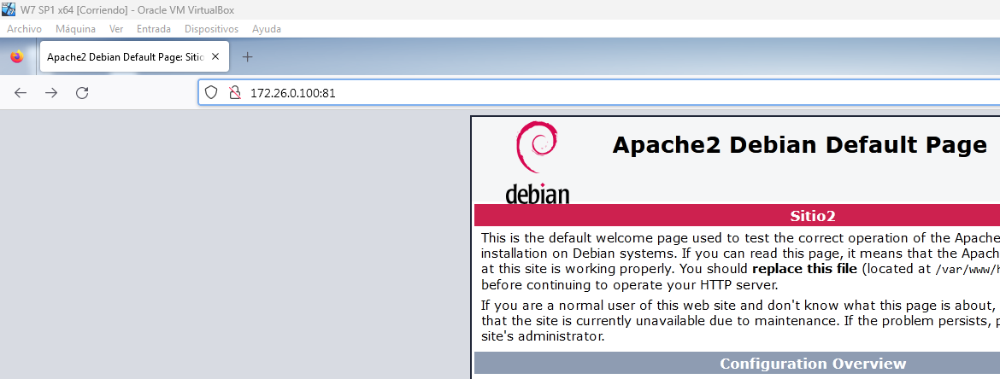 W7 SP1 x64 [Corriendo] - Oracle VM VirtualBox
Archivo Máquina Ver Entrada Dispositivos Ayuda
Apache2 Debian Default Page: Sitio
172.26.0.100:81
debian
Apache2 Debian Default Page
Sitio2
This is the default welcome page used to test the correct operation of the Apache
installation on Debian systems. If you can read this page, it means that the Apach
at this site is working properly. You should replace this file (located at /var/www/h
before continuing to operate your HTTP server.
If you are a normal user of this web site and don't know what this page is about,
that the site is currently unavailable due to maintenance. If the problem persists, p
site's administrator.
Configuration Overview